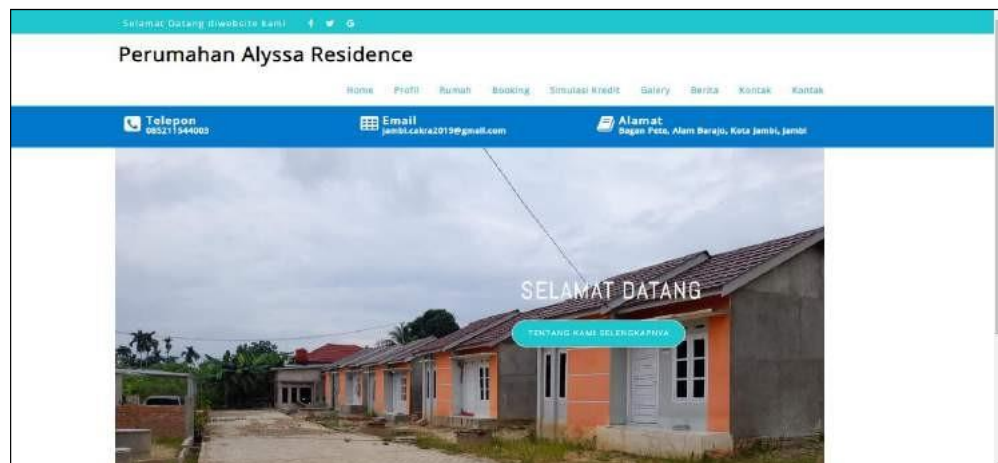 Selamat Datang diwebsite kami
Perumahan Alyssa Residence
Home Profil Rumah Booking Simulasi Kredit Galery Berita Kontak Kontak
Telepon
085211544003
Email
jambi.cakra2019@gmail.com
Alamat
Bagan Pete, Alam Barajo, Kota Jambi, Jambi
SELAMAT DATANG
TENTANG KAMI SELENGKAPNYA